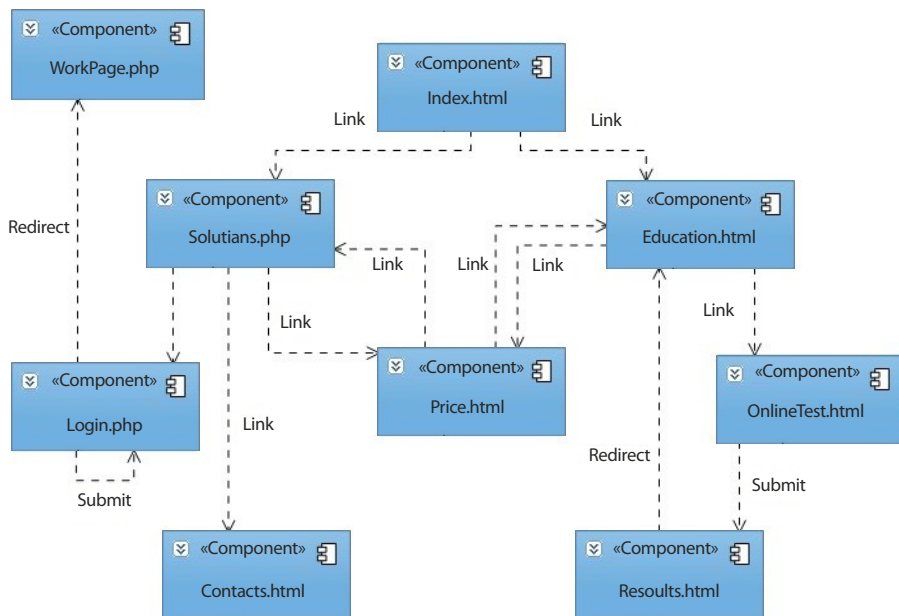 «Component»
WorkPage.php
«Component»
Index.html
Link
Link
«Component»
Solutians.php
«Component»
Education.html
Redirect
Link
Link
Link
Link
Link
«Component»
Login.php
«Component»
Price.html
«Component»
OnlineTest.html
Link
Redirect
Submit
Submit
«Component»
Contacts.html
«Component»
Resoults.html